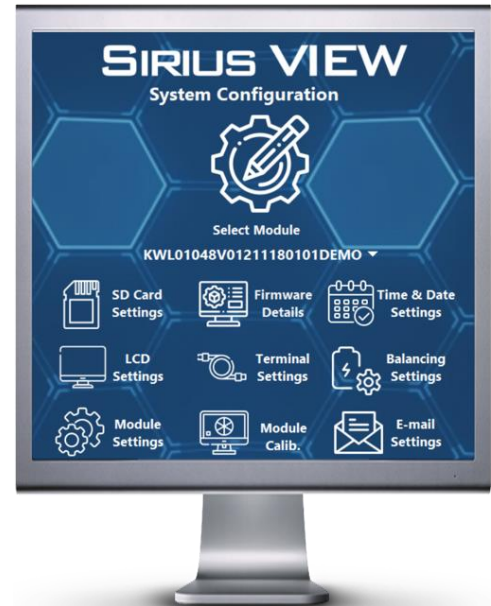 SIRIUS VIEW
System Configuration
Select Module
KWL01048V01211180101DEMO
SD Card
Settings
Firmware
Details
Time & Date
Settings
LCD
Settings
Terminal
Settings
Balancing
Settings
Module
Settings
Module
Calib.
E-mail
Settings